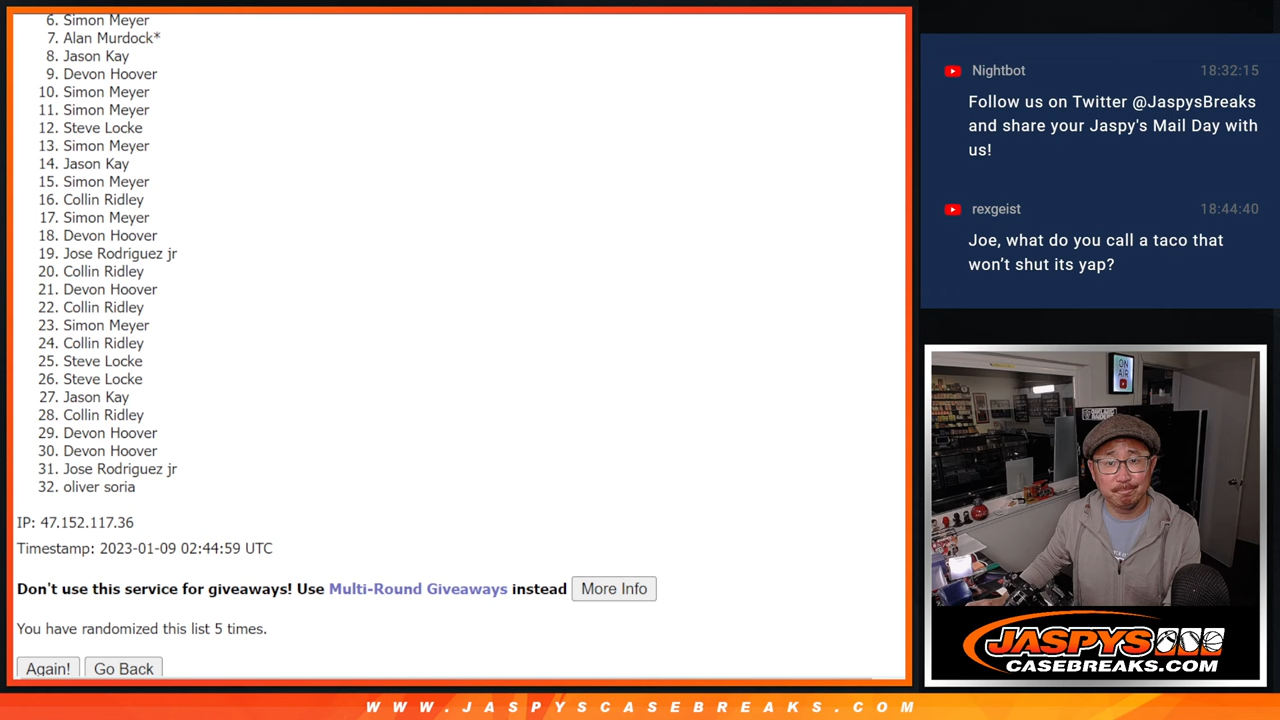 6. Simon Meyer
7. Alan Murdock*
8. Jason Kay
9. Devon Hoover
10. Simon Meyer
11. Simon Meyer
12. Steve Locke
13. Simon Meyer
14. Jason Kay
15. Simon Meyer
16. Collin Ridley
17. Simon Meyer
18. Devon Hoover
19. Jose Rodriguez jr
20. Collin Ridley
21. Devon Hoover
22. Collin Ridley
23. Simon Meyer
24. Collin Ridley
25. Steve Locke
26. Steve Locke
27. Jason Kay
28. Collin Ridley
29. Devon Hoover
30. Devon Hoover
31. Jose Rodriguez jr
32. oliver soria
IP: 47.152.117.36
Timestamp: 2023-01-09 02:44:59 UTC
Don't use this service for giveaways! Use Multi-Round Giveaways instead More Info
You have randomized this list 5 times.
Again! Go Back
Nightbot 18:32:15
Follow us on Twitter @JaspysBreaks
and share your Jaspy's Mail Day with
us!
rexgeist 18:44:40
Joe, what do you call a taco that
won't shut its yap?
ON
AIR
JASPYS
CASEBREAKS.COM
WWW.JASPYSCASEBREAKS.COM